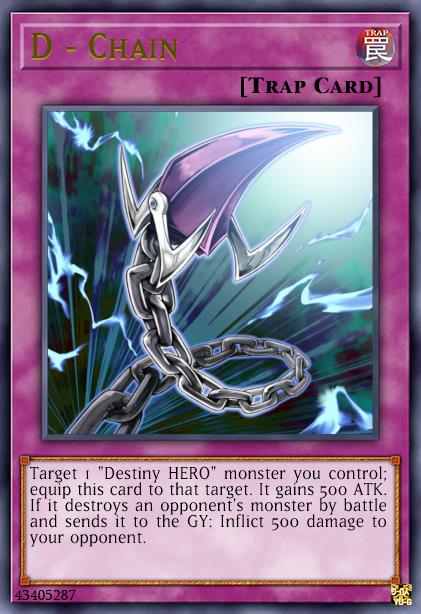 D - Chain
TRAP
罠
[Trap Card]
Target 1 "Destiny HERO" monster you control;
equip this card to that target. It gains 500 ATK.
If it destroys an opponent's monster by battle
and sends it to the GY: Inflict 500 damage to
your opponent.
43405287